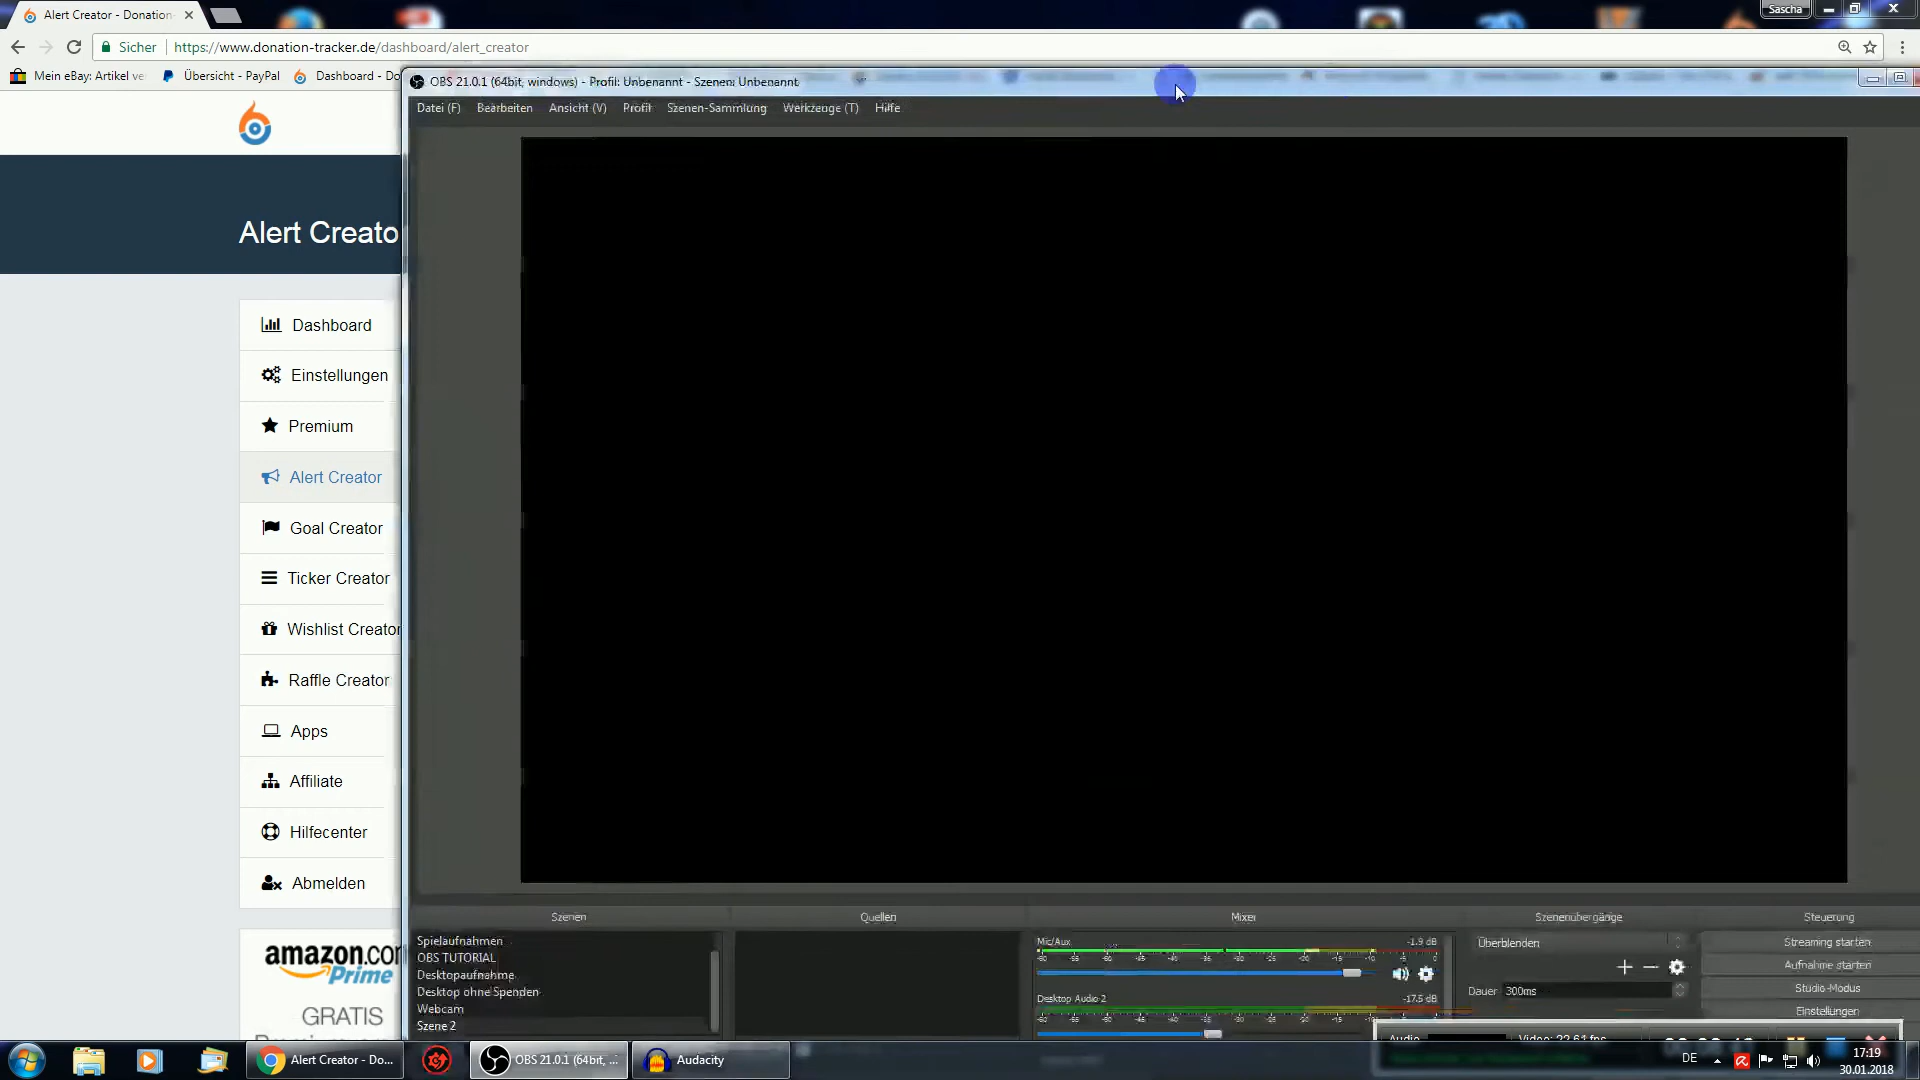 Alert Creator - Donation
Sascha
Sicher
https://www.donation-tracker.de/dashboard/alert_creator
Mein eBay: Artikel ve
Übersicht - PayPal
Dashboard - Do
OBS 21.0.1 (64bit, windows) - Profil: Unbenannt - Szenen: Unbenannt
Datei (F)
Bearbeiten
Ansicht (V)
Profil
Szenen-Sammlung
Werkzeuge (T)
Hilfe
Alert Creato
Dashboard
Einstellungen
Premium
Alert Creator
Goal Creator
Ticker Creator
Wishlist Creator
Raffle Creator
Apps
Affiliate
Hilfecenter
Abmelden
amazon.com
Prime
GRATIS
Szenen
Quellen
Mixer
Szenenübergänge
Steuerung
Spielaufnahmen
OBS TUTORIAL
Desktopaufnahme
Desktop ohne Spenden
Webcam
Szene 2
Mic/Aux
-1.9 dB
Desktop Audio 2
-17.5 dB
Überblenden
Dauer
300ms
Streaming starten
Aufnahme starten
Studio-Modus
Einstellungen
Alert Creator - Do...
OBS 21.0.1 (64bit, ...
Audacity
DE
17:19
30.01.2018